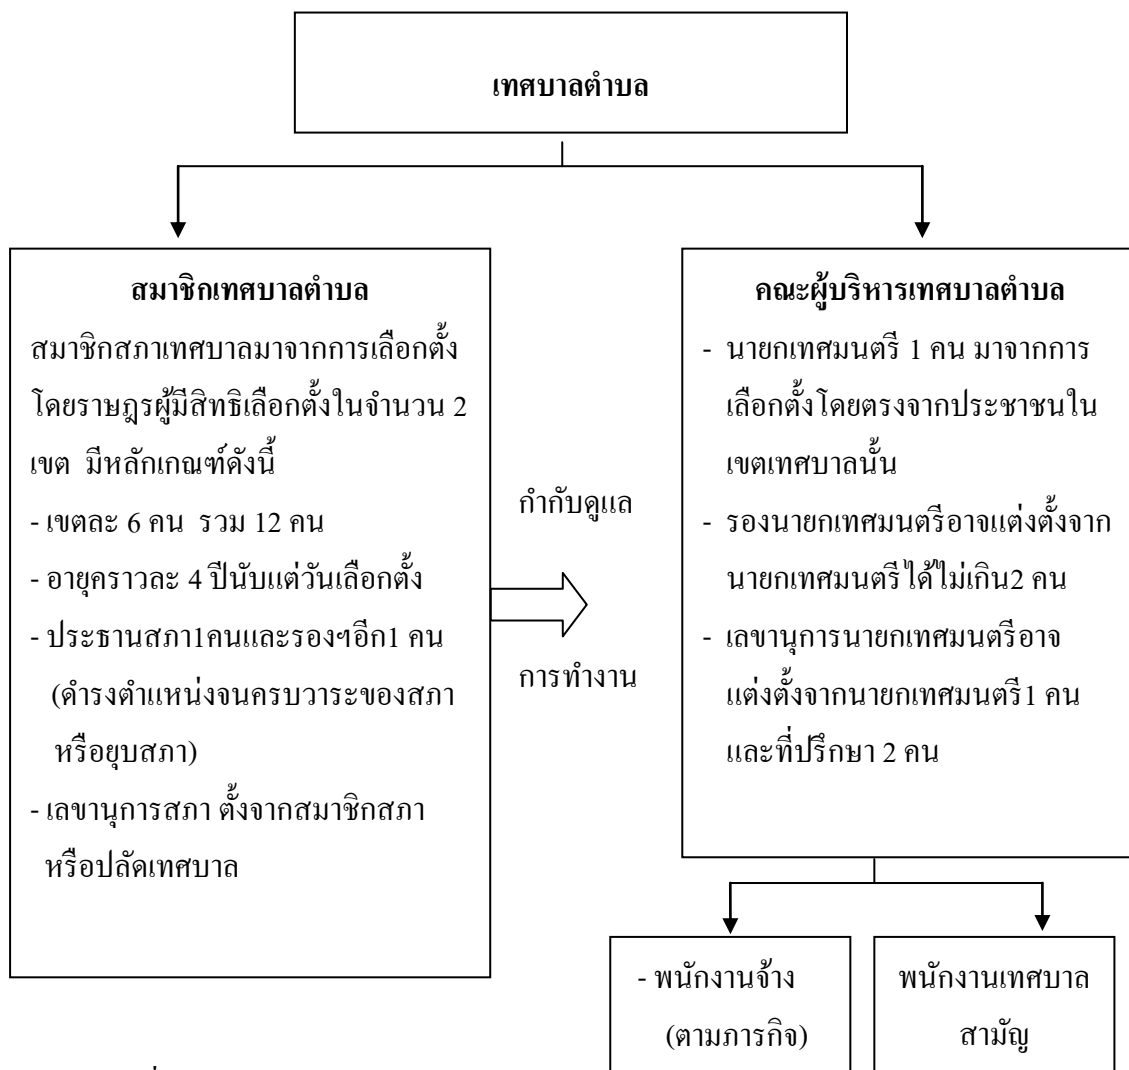 เทศบาลตำบล
สมาชิกเทศบาลตำบล
สมาชิกสภาเทศบาลมาจากการเลือกตั้ง
โดยราษฎรผู้มีสิทธิเลือกตั้งในจำนวน 2
เขต มีหลักเกณฑ์ดังนี้
- เขตละ 6 คน รวม 12 คน
- อายุคราวละ 4 ปีนับแต่วันเลือกตั้ง
- ประธานสภา1คนและรองฯอีก1 คน
(ดำรงตำแหน่งจนครบวาระของสภา
หรือยุบสภา)
- เลขานุการสภา ตั้งจากสมาชิกสภา
หรือปลัดเทศบาล
กำกับดูแล
การทำงาน
คณะผู้บริหารเทศบาลตำบล
- นายกเทศมนตรี 1 คน มาจากการ
เลือกตั้งโดยตรงจากประชาชนใน
เขตเทศบาลนั้น
- รองนายกเทศมนตรีอาจแต่งตั้งจาก
นายกเทศมนตรี ได้ไม่เกิน2 คน
- เลขานุการนายกเทศมนตรีอาจ
แต่งตั้งจากนายกเทศมนตรี1 คน
และที่ปรึกษา 2 คน
- พนักงานจ้าง
(ตามภารกิจ)
พนักงานเทศบาล
สามัญ